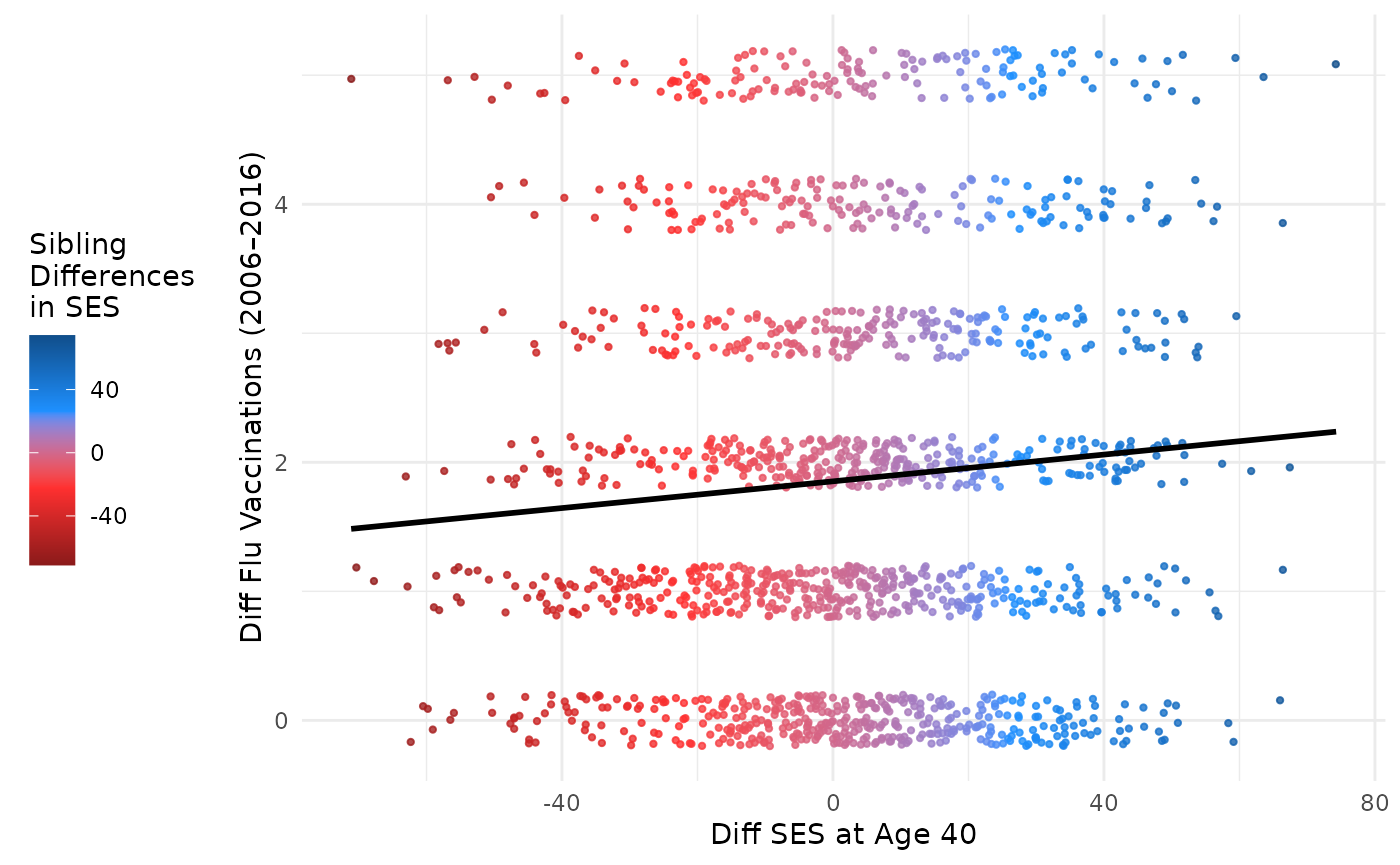 Sibling
Differences
in SES
40
0
-40
Diff Flu Vaccinations (2006–2016)
4
2
0
-40
0
40
80
Diff SES at Age 40